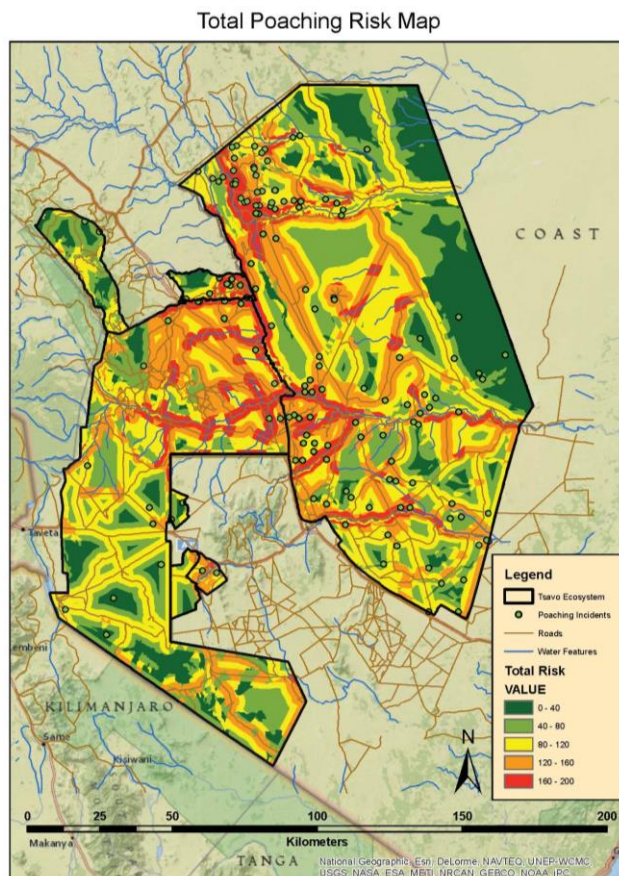 Total Poaching Risk Map
COAST
Taveta
Legend
Tsavo Ecosystem
Poaching Incidents
Roads
Water Features
Total Risk
VALUE
0 - 40
40 - 80
80 - 120
120 - 160
160 - 200
embeni
KILIMANJARO
Same
Kisiwani
N
0 25 50 100 150 200
Kilometers
Makanya
TANGA
National Geographic, Esri, DeLorme, NAVTEQ, UNEP-WCMC,
USGS, NASA, ESA, METI, NRCAN, GEBCO, NOAA, iPC